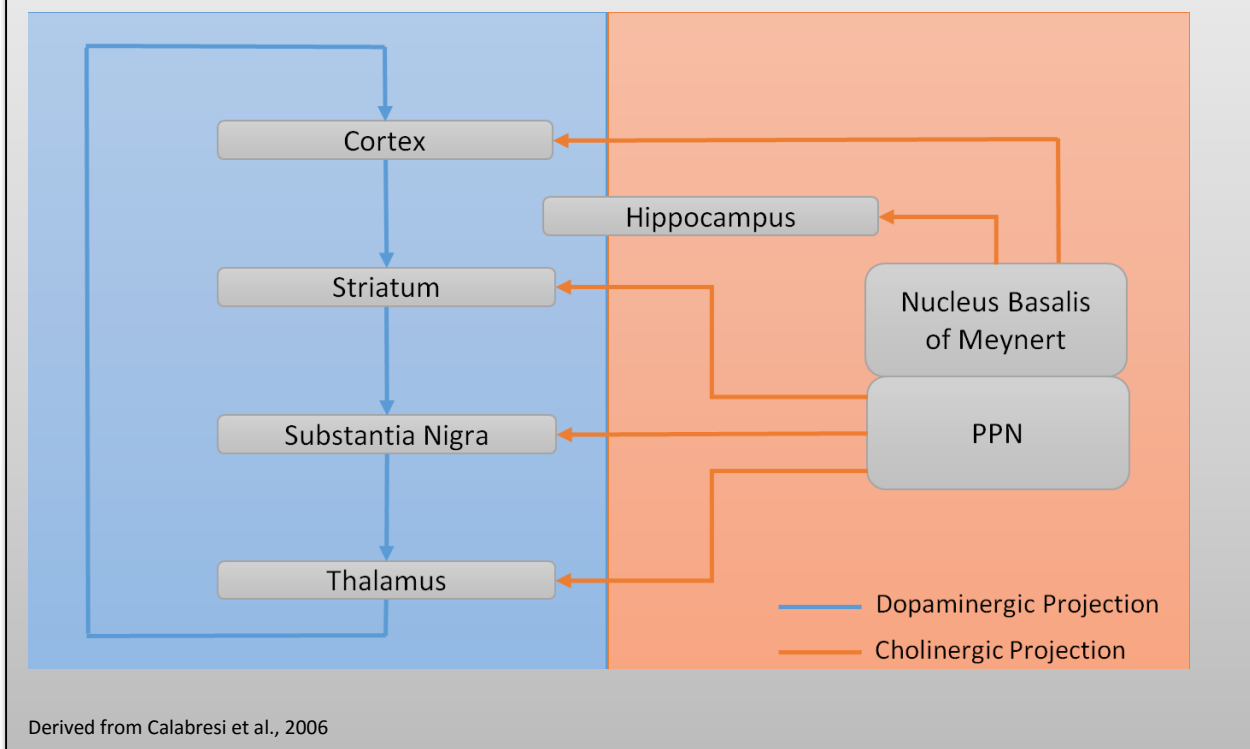 Cortex
Hippocampus
Striatum
Nucleus Basalis
of Meynert
Substantia Nigra
PPN
Thalamus
Dopaminergic Projection
Cholinergic Projection
Derived from Calabresi et al., 2006